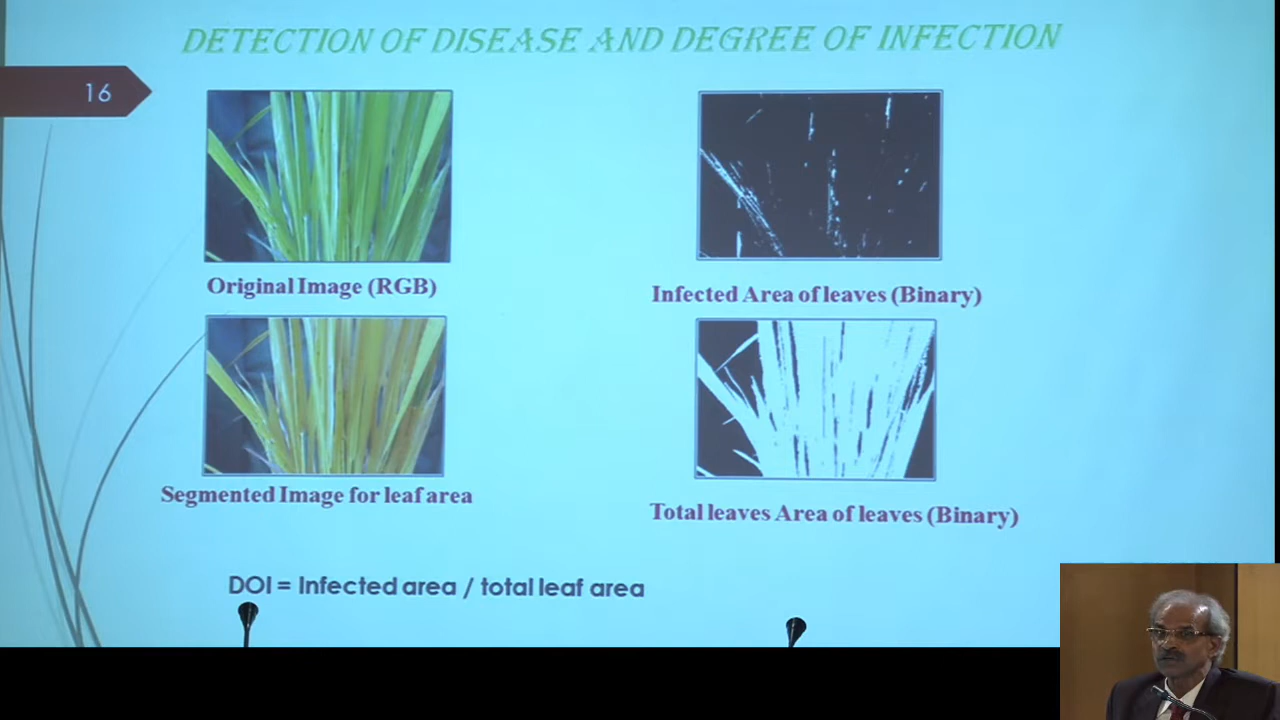 DETECTION OF DISEASE AND DEGREE OF INFECTION
16
Original Image (RGB)
Infected Area of leaves (Binary)
Segmented Image for leaf area
Total leaves Area of leaves (Binary)
DOI = Infected area / total leaf area